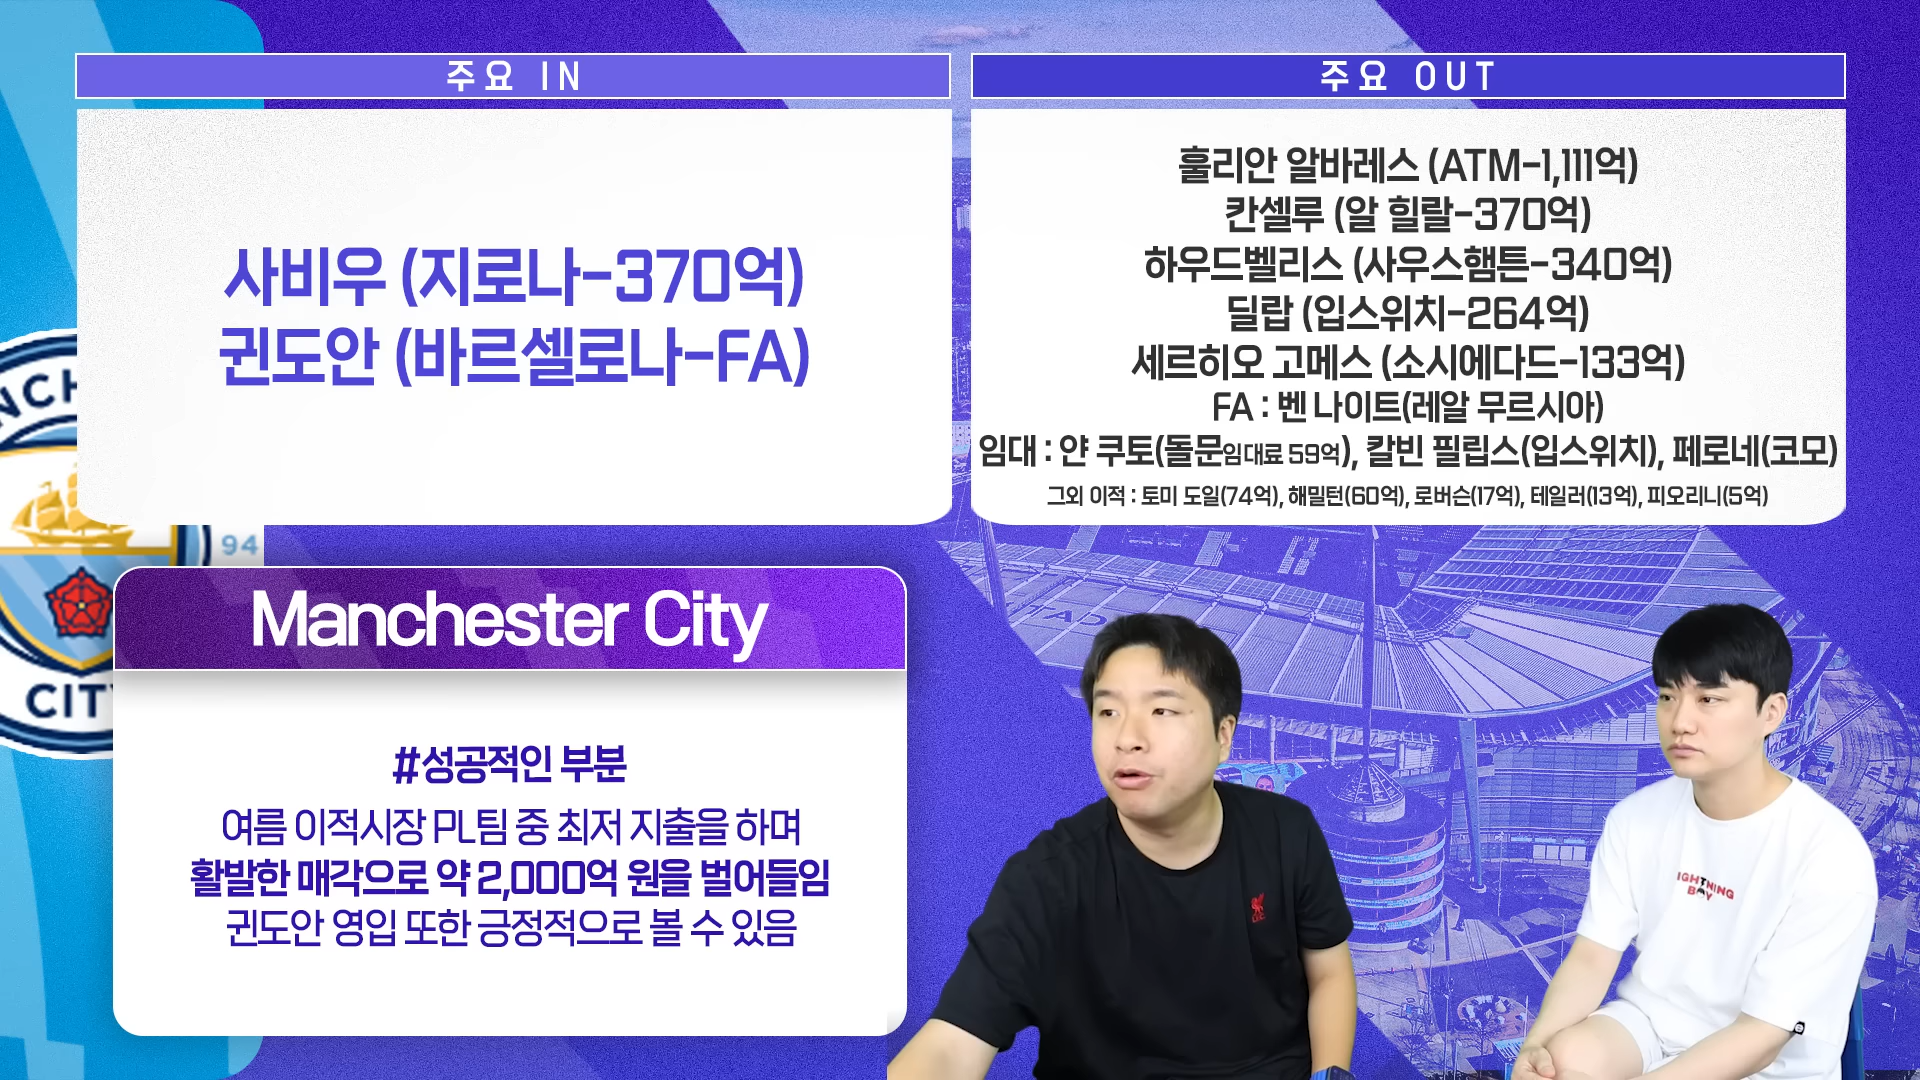 주요 IN
사비우 (지로나-370억)
귄도안 (바르셀로나-FA)
주요 OUT
훌리안 알바레스 (ATM-1,111억)
칸셀루 (알 힐랄-370억)
하우드벨리스 (사우스햄튼-340억)
딜랍 (입스위치-264억)
세르히오 고메스 (소시에다드-133억)
FA : 벤 나이트(레알 무르시아)
임대 : 얀 쿠토(돌문임대료 59억), 칼빈 필립스(입스위치), 페로네(코모)
그외 이적 : 토미 도일(74억), 해밀턴(60억), 로버슨(17억), 테일러(13억), 피오리니(5억)
94
CIT
Manchester City
#성공적인 부분
여름 이적시장 PL팀 중 최저 지출을 하며
활발한 매각으로 약 2,000억 원을 벌어들임
귄도안 영입 또한 긍정적으로 볼 수 있음
IGHTNING
BOY